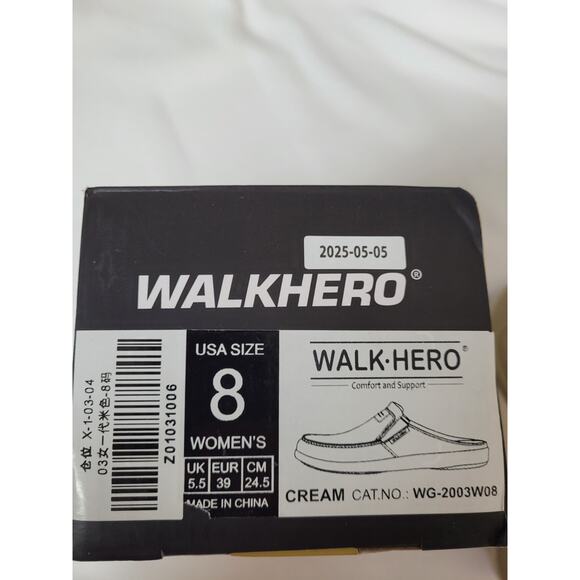 2025-05-05
WALKHERO®
仓位 X-1-03-04
03女一代米色-8码
Z01031006
USA SIZE
8
WOMEN'S
UK EUR CM
5.5 39 24.5
MADE IN CHINA
WALK·HERO®
Comfort and Support
CREAM CAT.NO.: WG-2003W08